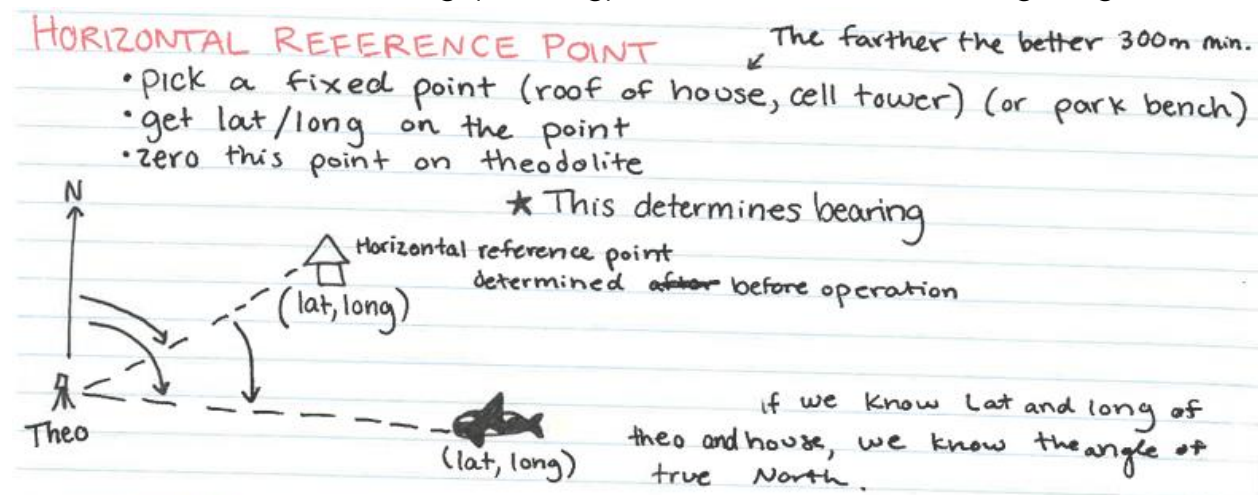 HORIZONTAL REFERENCE POINT
The farther the better 300m min.
• pick a fixed point (roof of house, cell tower) (or park bench)
• get lat/long on the point
• zero this point on theodolite
★ This determines bearing
N
Horizontal reference point
determined after before operation
(lat, long)
Theo
(lat, long)
if we know Lat and long of
theo and house, we know the angle of
true North.